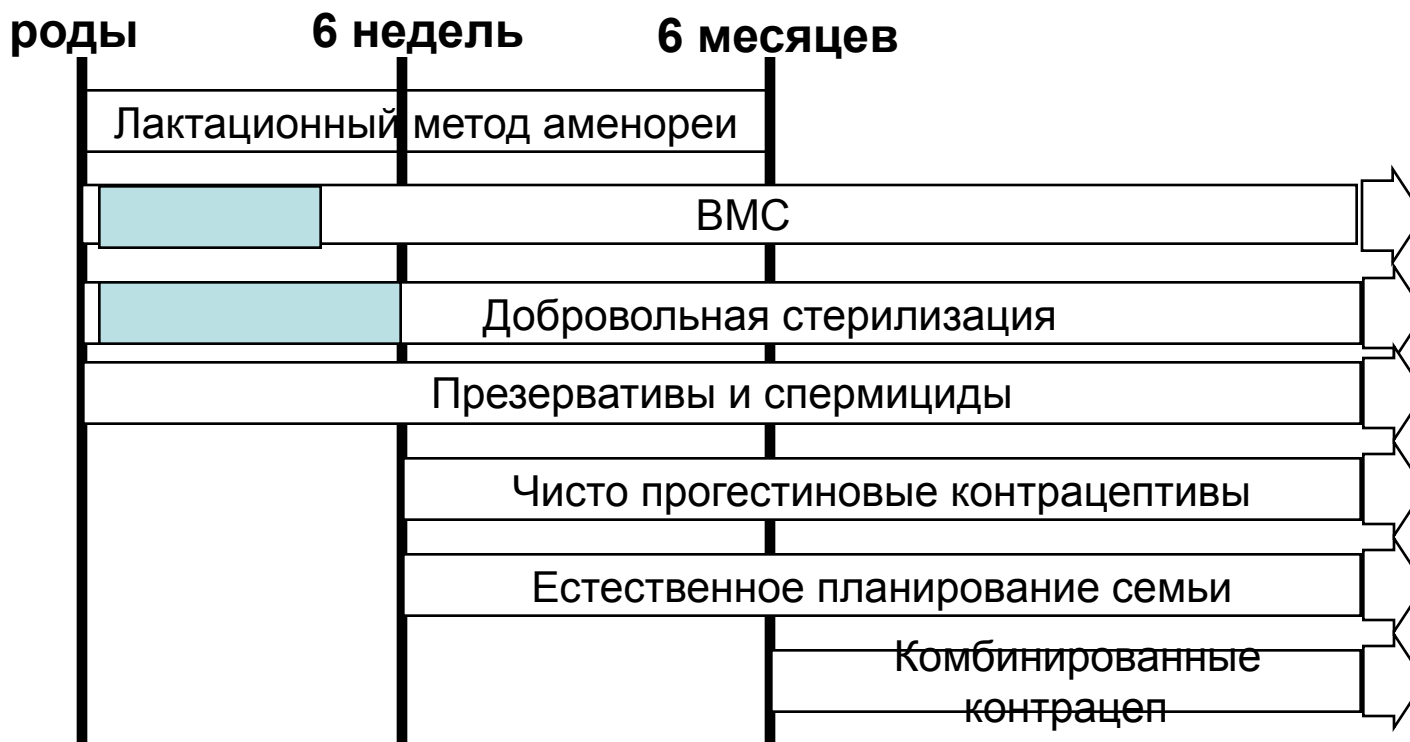 роды 6 недель 6 месяцев
Лактационный метод аменореи
ВМС
Добровольная стерилизация
Презервативы и спермициды
Чисто прогестиновые контрацептивы
Естественное планирование семьи
Комбинированные
контрацеп